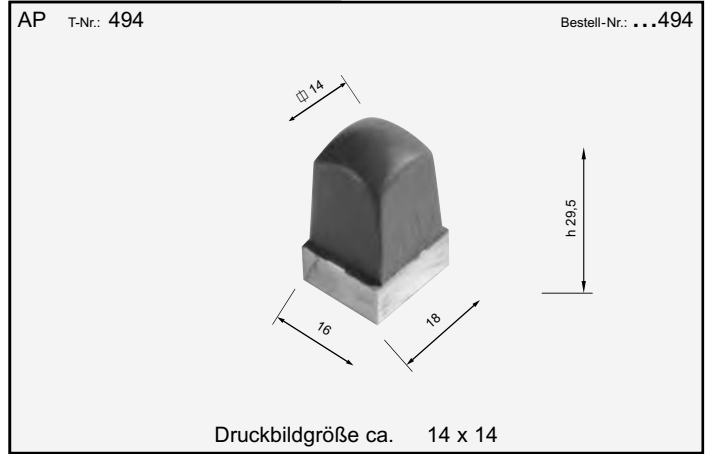 AP T-Nr.: 494 Bestell-Nr.: ...494
⌀ 14
h 29,5
16
18
Druckbildgröße ca. 14 x 14